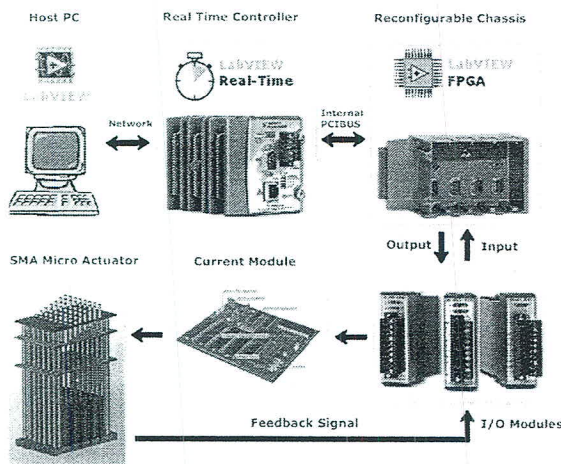 Host PC
Real Time Controller
Reconfigurable Chassis
LabVIEW
LabVIEW
Real-Time
LabVIEW
FPGA
Network
Internal
PCIBUS
Output
Input
SMA Micro Actuator
Current Module
Feedback Signal
I/O Modules